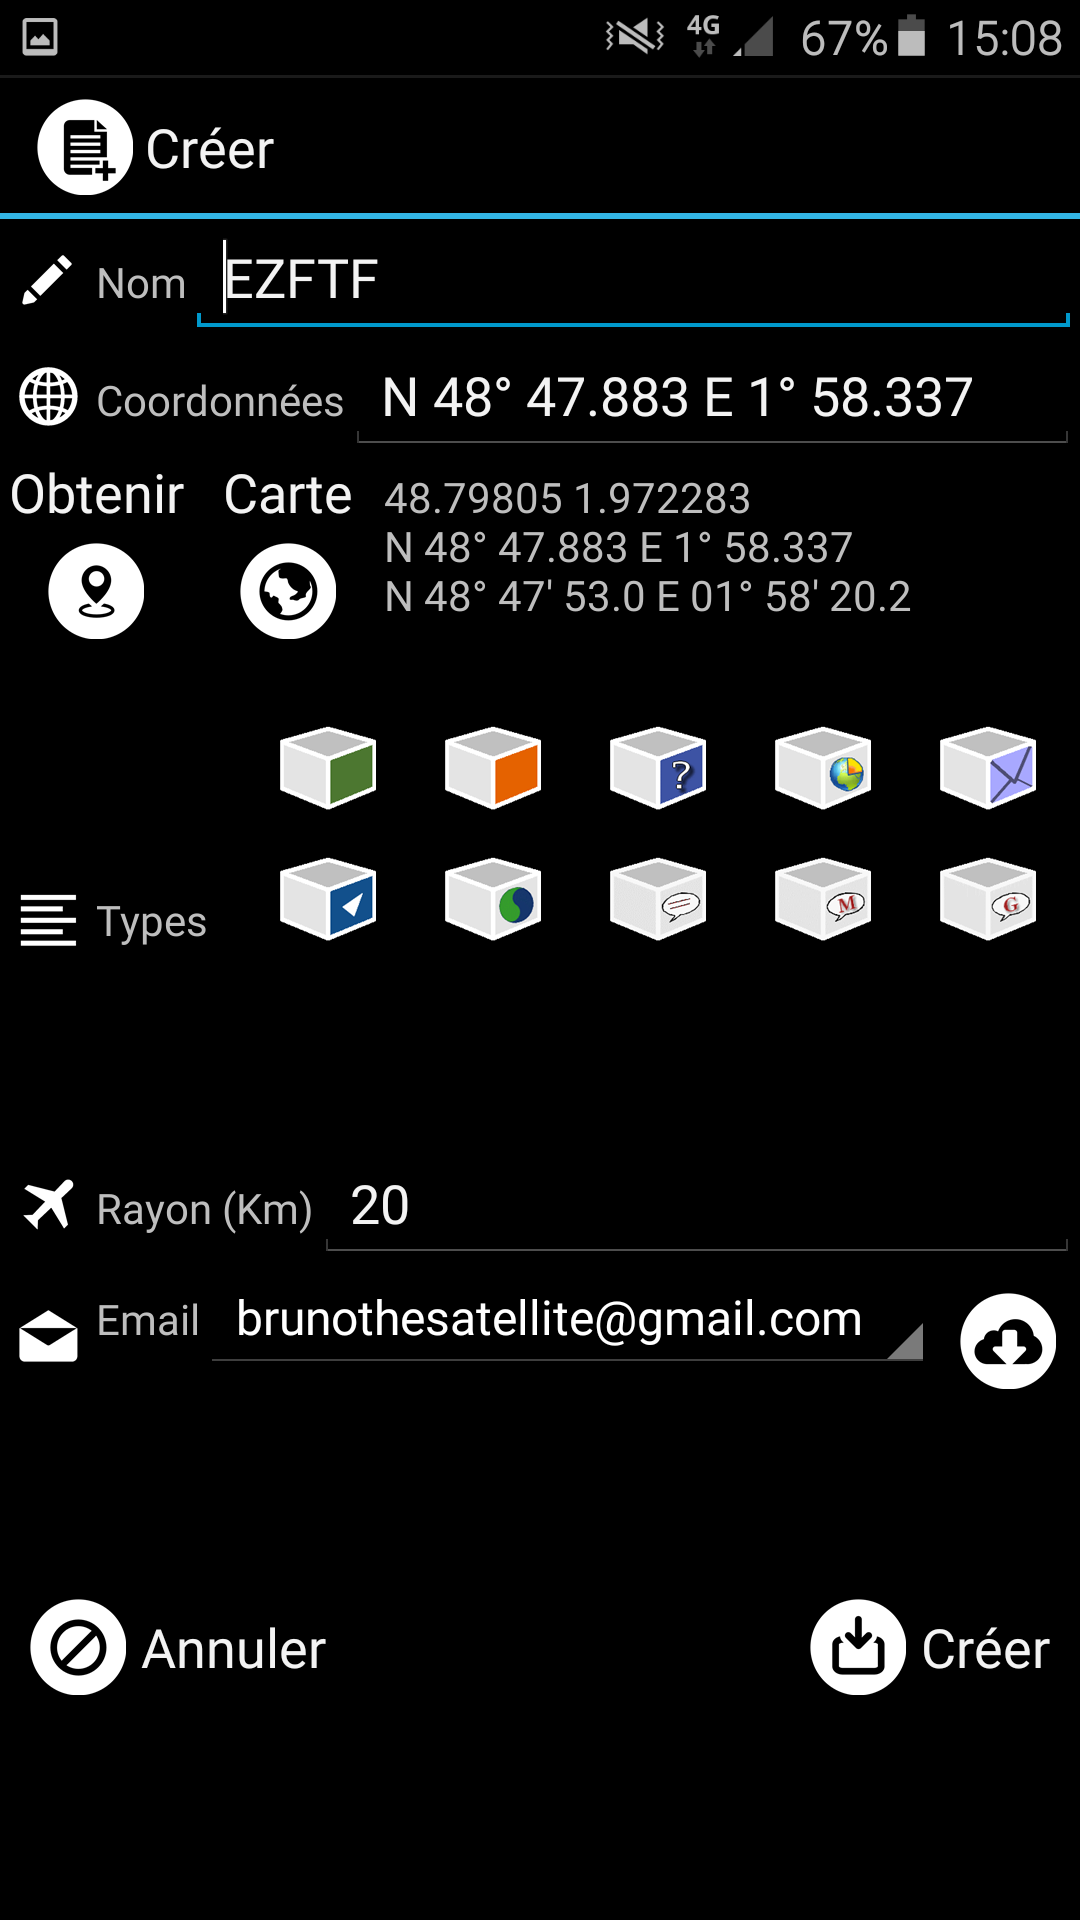 4G 67% 15:08
Créer
Nom EZFTF
Coordonnées N 48° 47.883 E 1° 58.337
Obtenir Carte 48.79805 1.972283
N 48° 47.883 E 1° 58.337
N 48° 47' 53.0 E 01° 58' 20.2
?
Types M G
Rayon (Km) 20
Email brunothesatellite@gmail.com
Annuler Créer